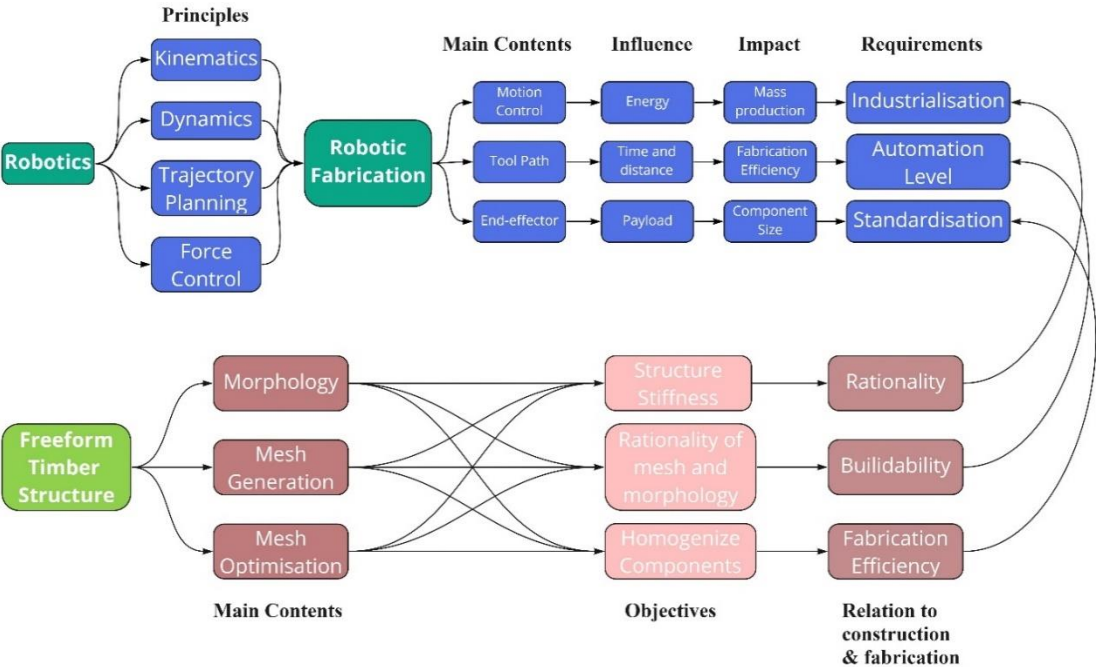 Principles
Main Contents
Influence
Impact
Requirements
Robotics
Kinematics
Dynamics
Trajectory
Planning
Force
Control
Robotic
Fabrication
Motion
Control
Energy
Mass
production
Industrialisation
Tool Path
Time and
distance
Fabrication
Efficiency
Automation
Level
End-effector
Payload
Component
Size
Standardisation
Freeform
Timber
Structure
Morphology
Structure
Stiffness
Rationality
Mesh
Generation
Rationality of
mesh and
morphology
Builidability
Mesh
Optimisation
Homogenize
Components
Fabrication
Efficiency
Main Contents
Objectives
Relation to
construction
& fabrication